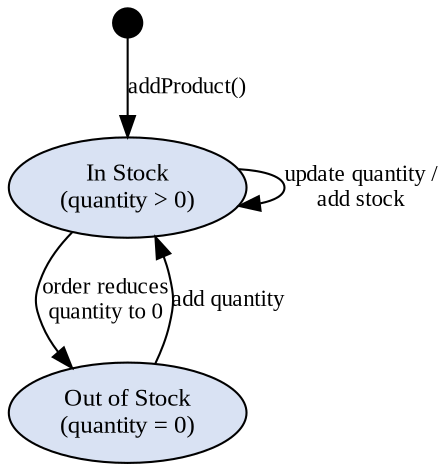 addProduct()
In Stock
(quantity > 0)
update quantity /
add stock
order reduces
quantity to 0
add quantity
Out of Stock
(quantity = 0)